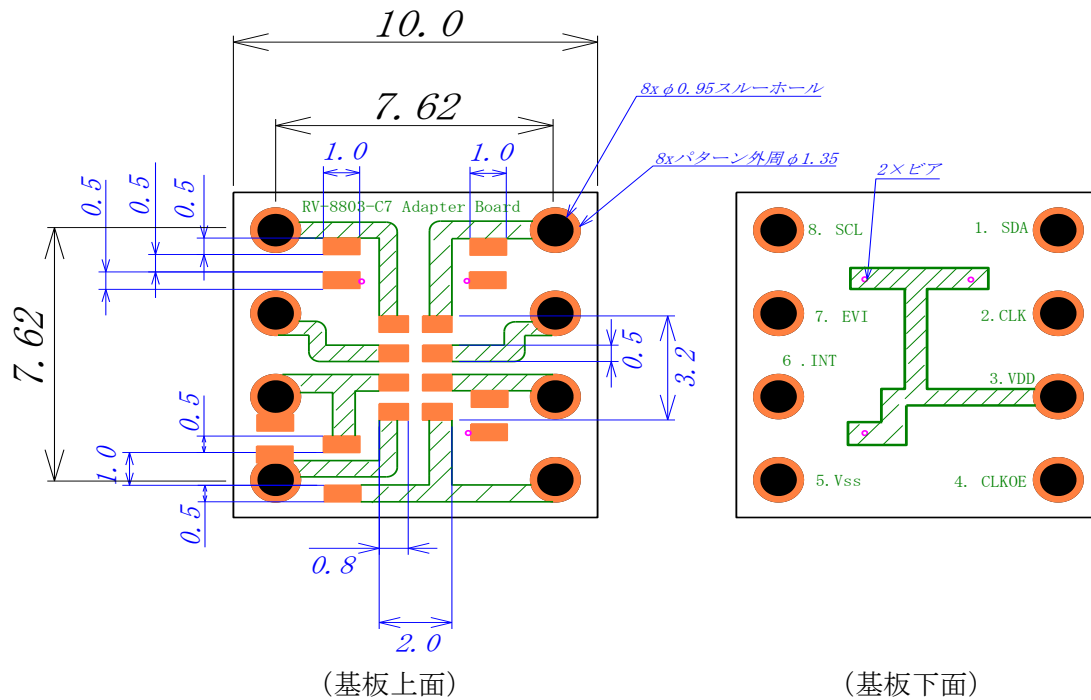 10.0
7.62
8xφ0.95スルーホール
8xパターン外周φ1.35
2×ビア
1.0
1.0
0.5
0.5
0.5
RV-8803-C7 Adapter Board
8. SCL
1. SDA
7. EVI
2.CLK
6 .INT
3.VDD
5.Vss
4. CLKOE
7.62
0.5
3.2
0.5
1.0
0.5
0.8
2.0
(基板上面)
(基板下面)